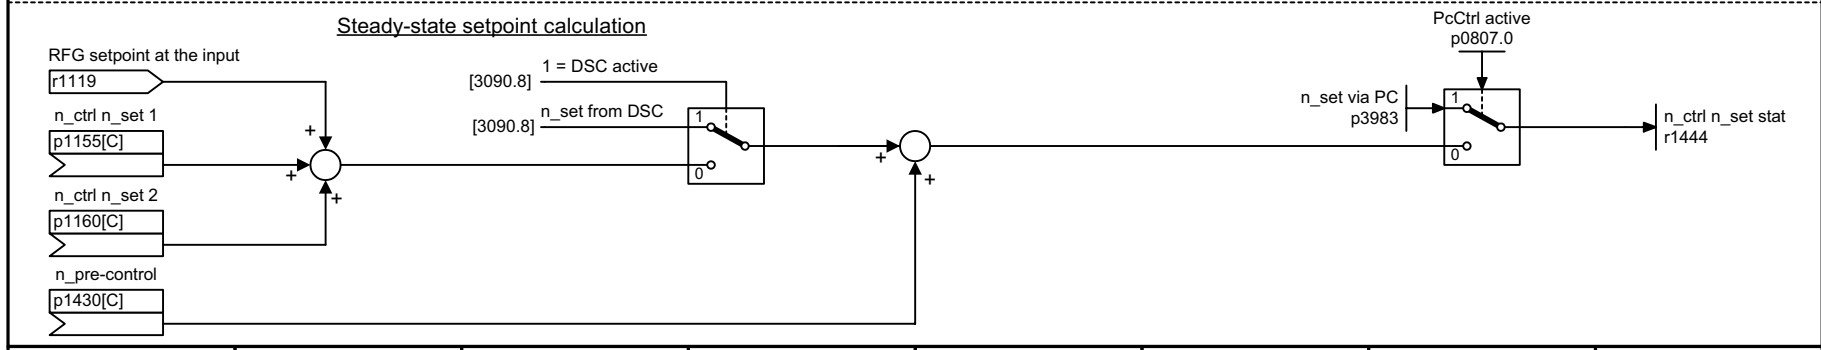 Steady-state setpoint calculation
RFG setpoint at the input
r1119
n_ctrl n_set 1
p1155[C]
n_ctrl n_set 2
p1160[C]
n_pre-control
p1430[C]
+
+
+
1 = DSC active
[3090.8]
n_set from DSC
[3090.8]
1
0
+
+
PcCtrl active
p0807.0
n_set via PC
p3983
1
0
n_ctrl n_set stat
r1444